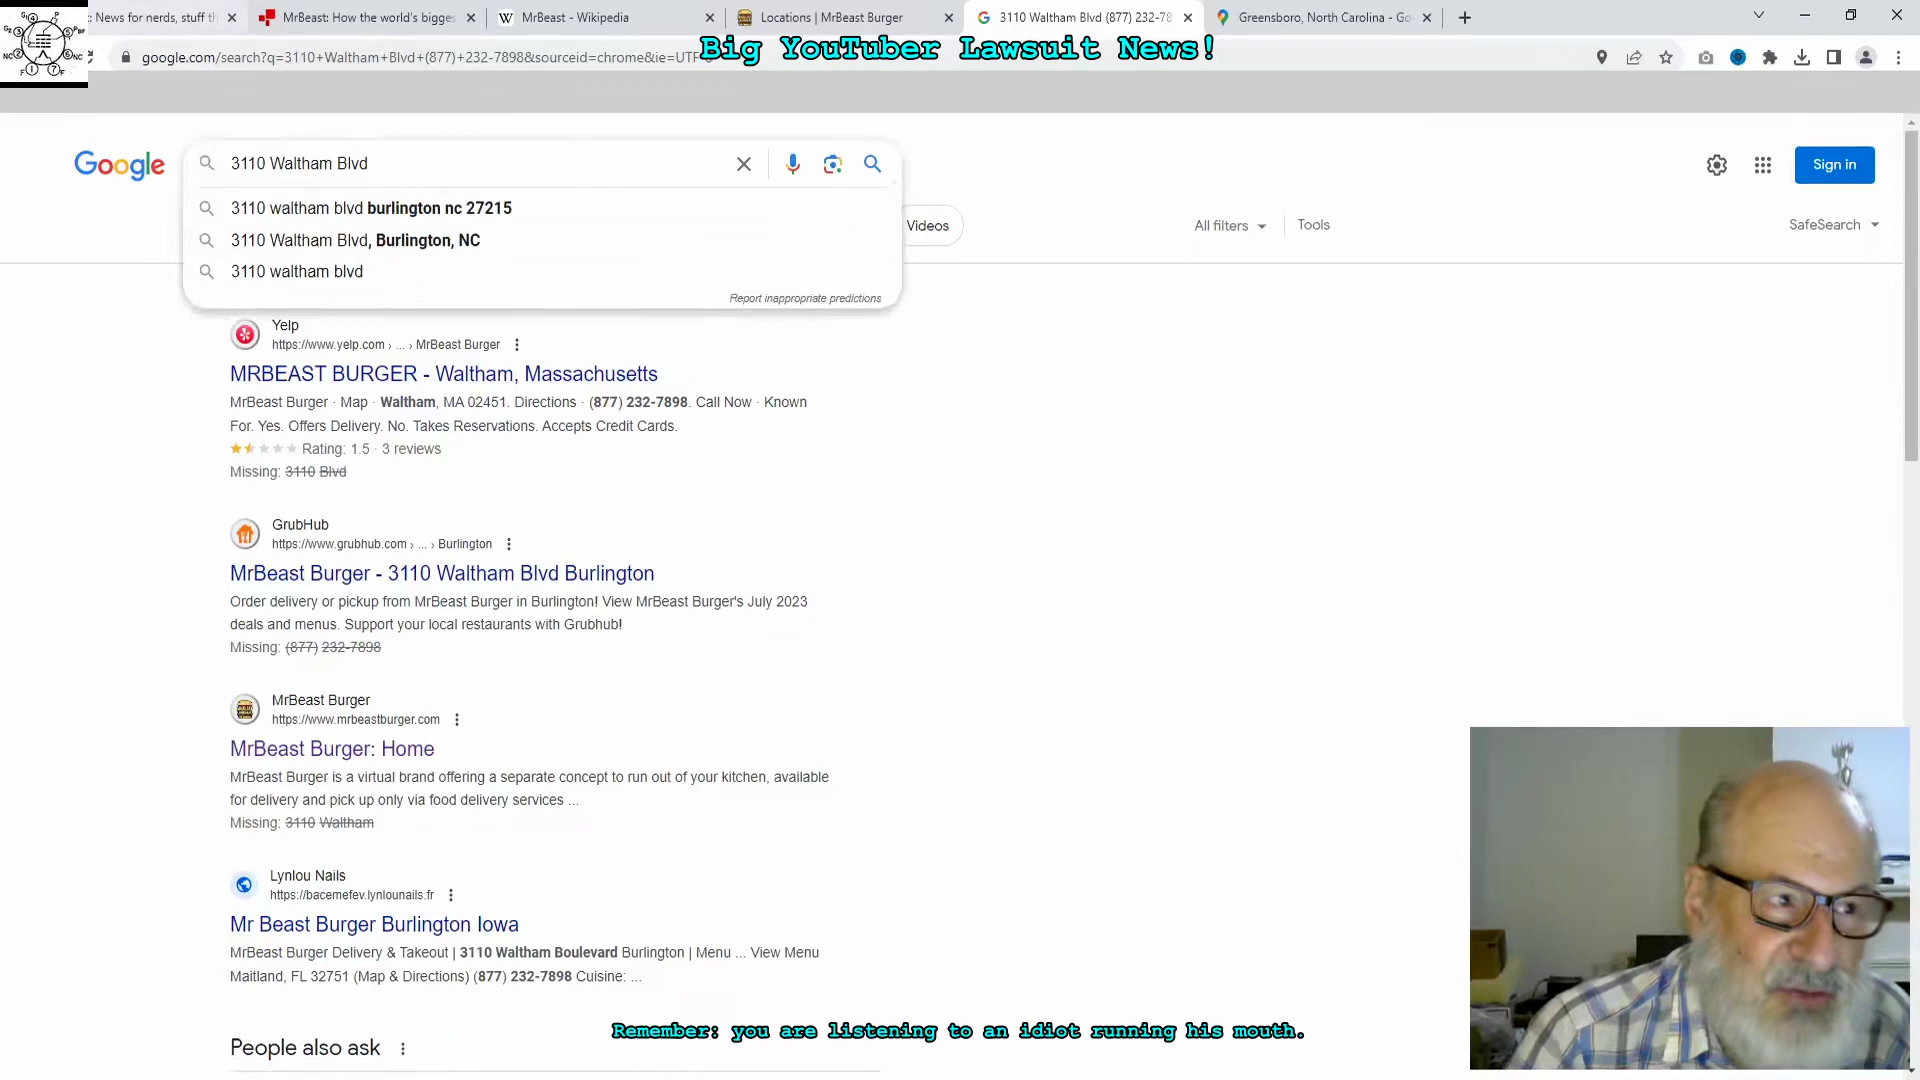 : News for nerds, stuff th
MrBeast: How the world's bigges
MrBeast - Wikipedia
Locations | MrBeast Burger
3110 Waltham Blvd (877) 232-78
Greensboro, North Carolina - Go
google.com/search?q=3110+Waltham+Blvd+(877)+232-7898&sourceid=chrome&ie=UTF
Big YouTuber Lawsuit News!
Google
3110 Waltham Blvd
Sign in
3110 waltham blvd burlington nc 27215
3110 Waltham Blvd, Burlington, NC
3110 waltham blvd
Report inappropriate predictions
Videos
All filters
Tools
SafeSearch
Yelp
https://www.yelp.com › ... › MrBeast Burger
MRBEAST BURGER - Waltham, Massachusetts
MrBeast Burger · Map · Waltham, MA 02451. Directions · (877) 232-7898. Call Now · Known
For. Yes. Offers Delivery. No. Takes Reservations. Accepts Credit Cards.
Rating: 1.5 · 3 reviews
Missing: 3110 Blvd
GrubHub
https://www.grubhub.com › ... › Burlington
MrBeast Burger - 3110 Waltham Blvd Burlington
Order delivery or pickup from MrBeast Burger in Burlington! View MrBeast Burger's July 2023
deals and menus. Support your local restaurants with Grubhub!
Missing: (877) 232-7898
MrBeast Burger
https://www.mrbeastburger.com
MrBeast Burger: Home
MrBeast Burger is a virtual brand offering a separate concept to run out of your kitchen, available
for delivery and pick up only via food delivery services ...
Missing: 3110 Waltham
Lynlou Nails
https://bacemefev.lynlounails.fr
Mr Beast Burger Burlington Iowa
MrBeast Burger Delivery & Takeout | 3110 Waltham Boulevard Burlington | Menu ... View Menu
Maitland, FL 32751 (Map & Directions) (877) 232-7898 Cuisine: ...
People also ask
Remember: you are listening to an idiot running his mouth.